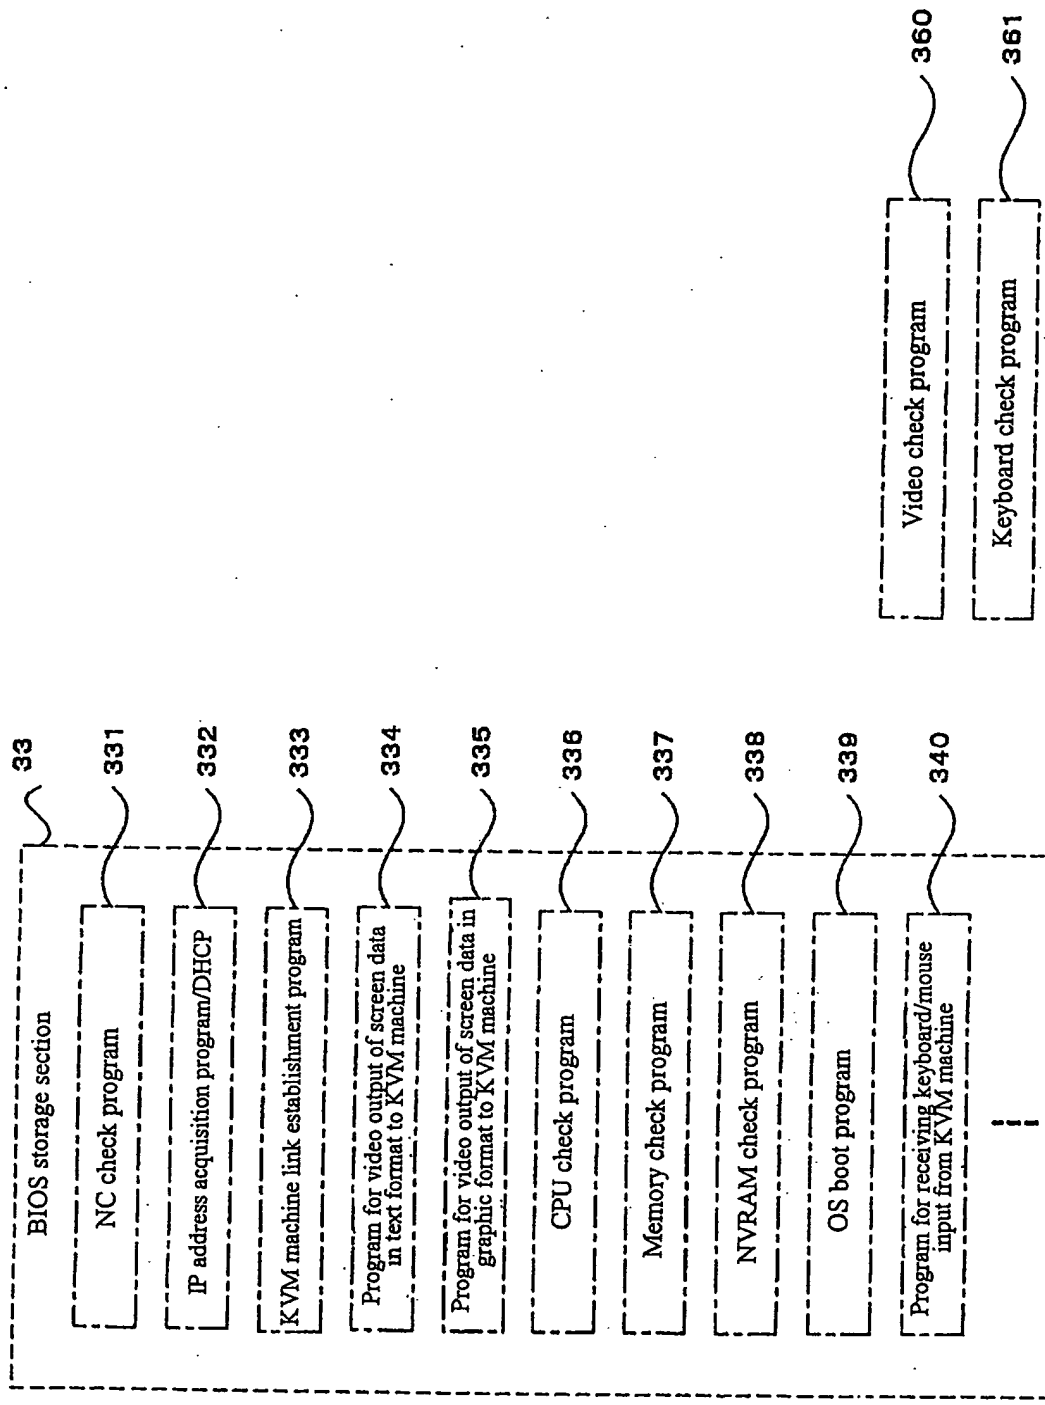 BIOS storage section
33
NC check program
331
IP address acquisition program/DHCP
332
KVM machine link establishment program
333
Program for video output of screen data
in text format to KVM machine
334
Program for video output of screen data in
graphic format to KVM machine
335
CPU check program
336
Memory check program
337
NVRAM check program
338
OS boot program
339
Program for receiving keyboard/mouse
input from KVM machine
340
Video check program
360
Keyboard check program
361